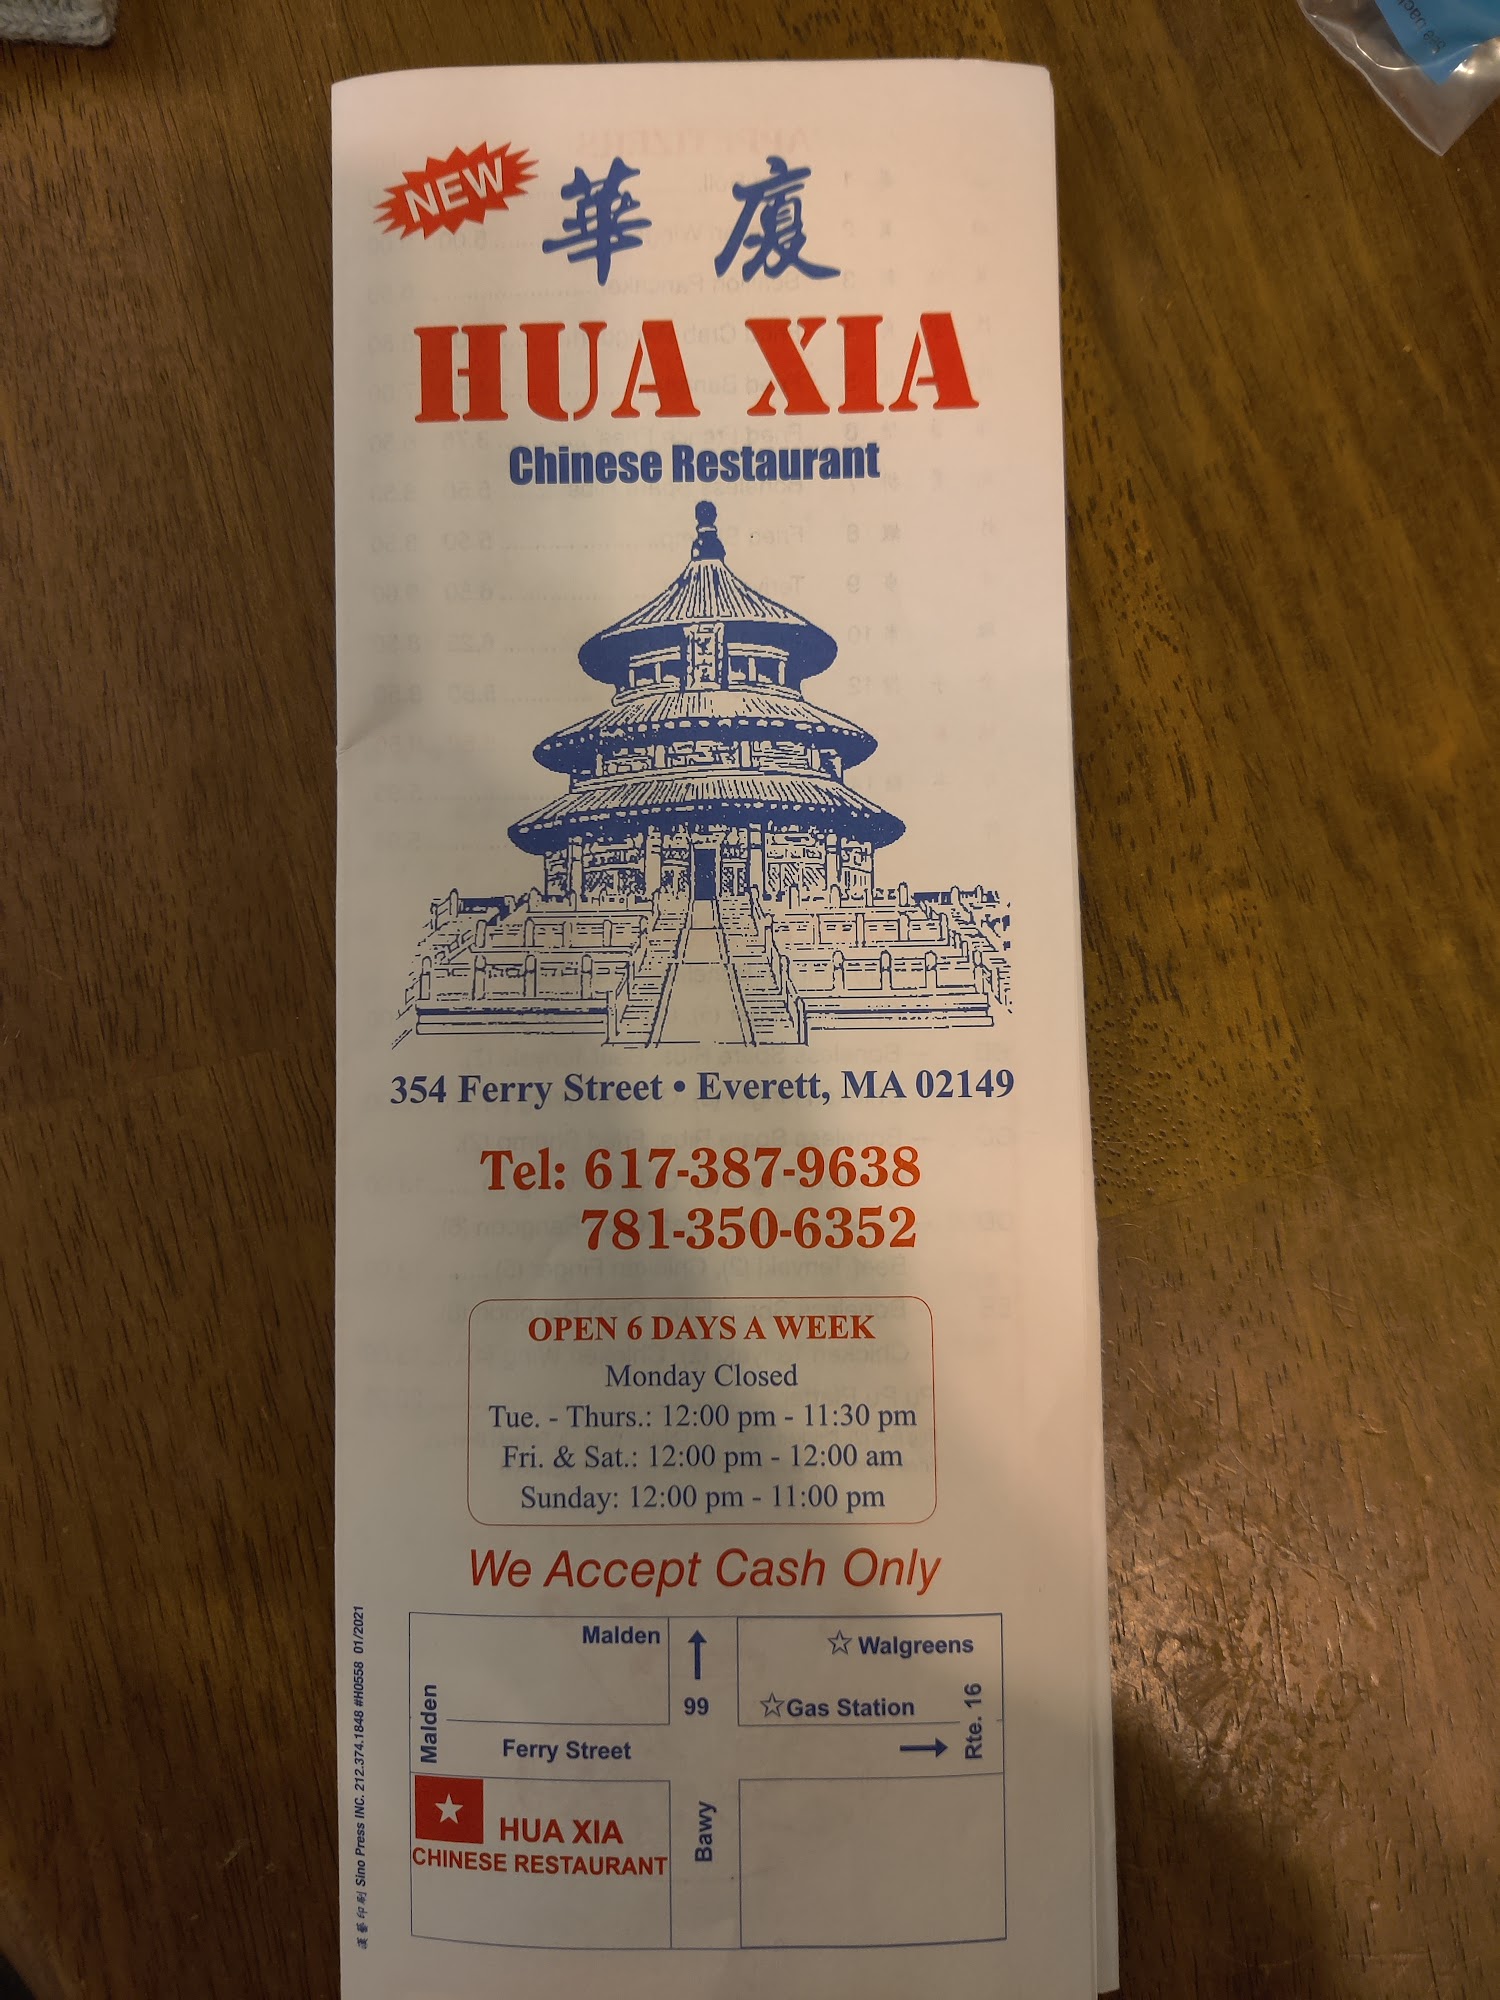 NEW
華 廈
HUA XIA
Chinese Restaurant
354 Ferry Street • Everett, MA 02149
Tel: 617-387-9638
781-350-6352
OPEN 6 DAYS A WEEK
Monday Closed
Tue. - Thurs.: 12:00 pm - 11:30 pm
Fri. & Sat.: 12:00 pm - 12:00 am
Sunday: 12:00 pm - 11:00 pm
We Accept Cash Only
Malden
☆ Walgreens
99
☆ Gas Station
Malden
Ferry Street
Rte. 16
HUA XIA
CHINESE RESTAURANT
Bawy
漢藝印刷 Sino Press INC. 212.374.1848 #H0558 01/2021